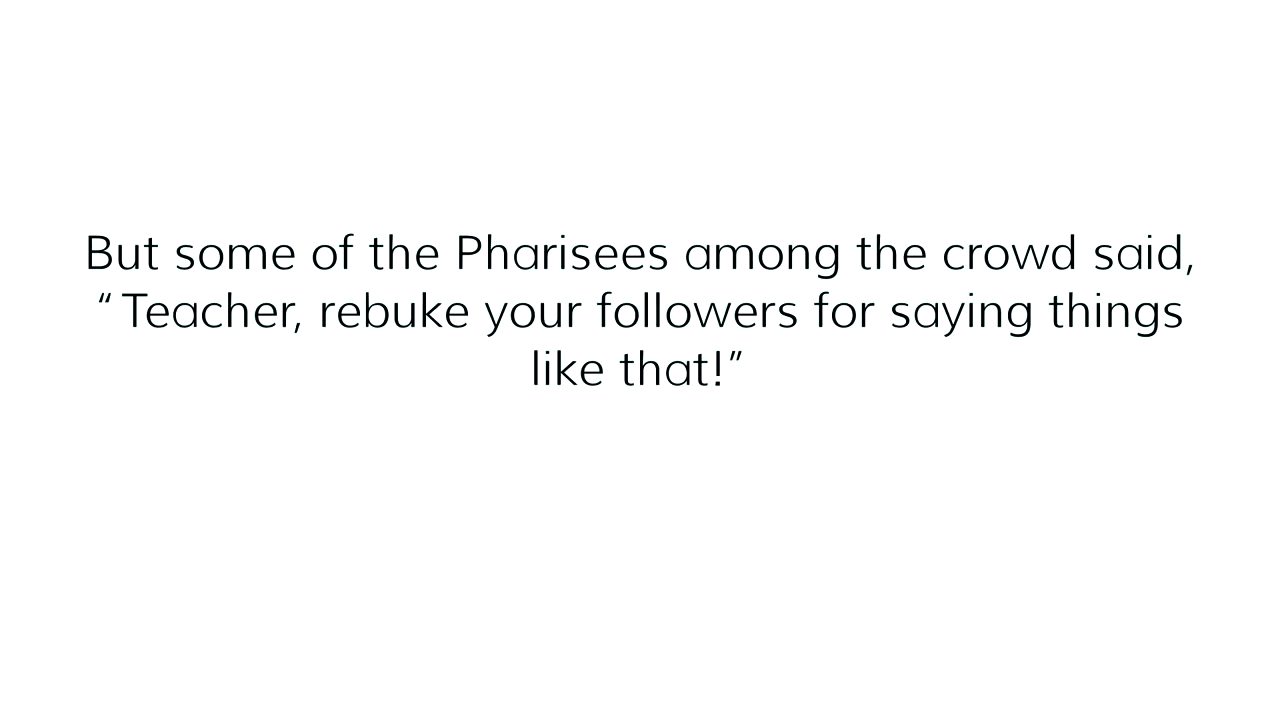 But some of the Pharisees among the crowd said,
“Teacher, rebuke your followers for saying things
like that!”